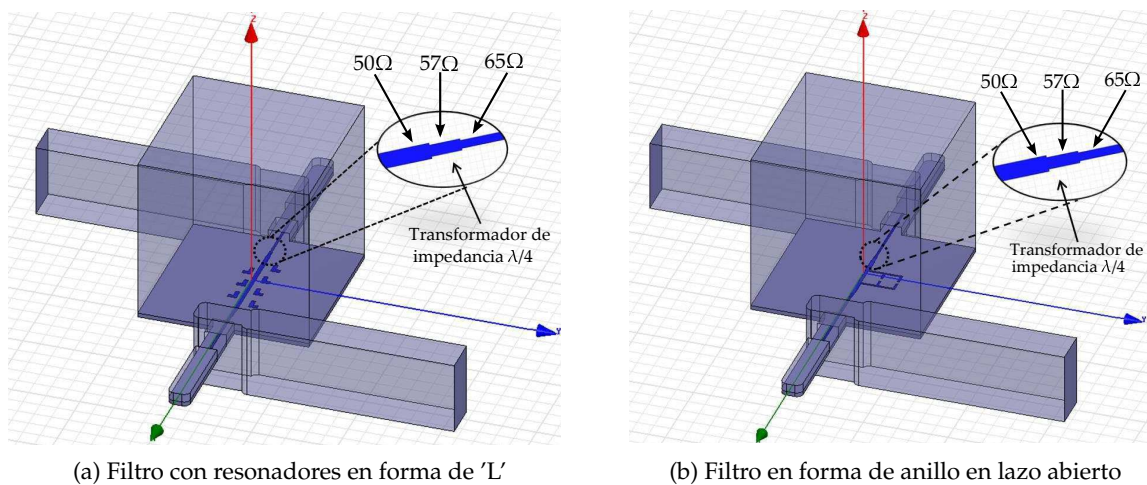 Z
50Ω
57Ω
65Ω
Transformador de
impedancia λ/4
Y
(a) Filtro con resonadores en forma de 'L'
Z
50Ω
57Ω
65Ω
Transformador de
impedancia λ/4
Y
(b) Filtro en forma de anillo en lazo abierto